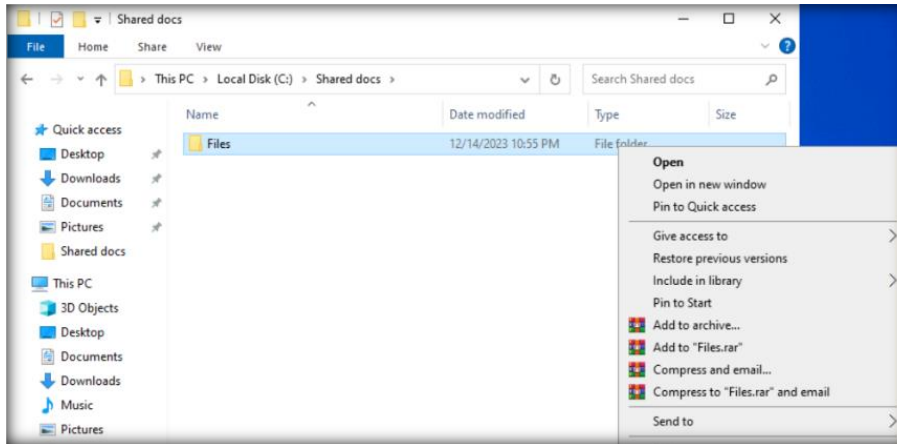 Shared docs
File Home Share View
This PC > Local Disk (C:) > Shared docs >
Search Shared docs
Name Date modified Type Size
Quick access
Desktop
Downloads
Documents
Pictures
Shared docs
This PC
3D Objects
Desktop
Documents
Downloads
Music
Pictures
Files 12/14/2023 10:55 PM File folder
Open
Open in new window
Pin to Quick access
Give access to
Restore previous versions
Include in library
Pin to Start
Add to archive...
Add to "Files.rar"
Compress and email...
Compress to "Files.rar" and email
Send to